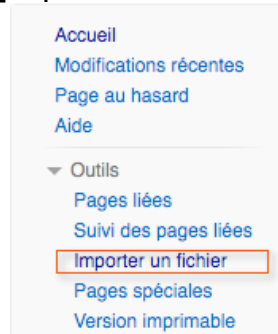 Accueil
Modifications récentes
Page au hasard
Aide
Outils
Pages liées
Suivi des pages liées
Importer un fichier
Pages spéciales
Version imprimable